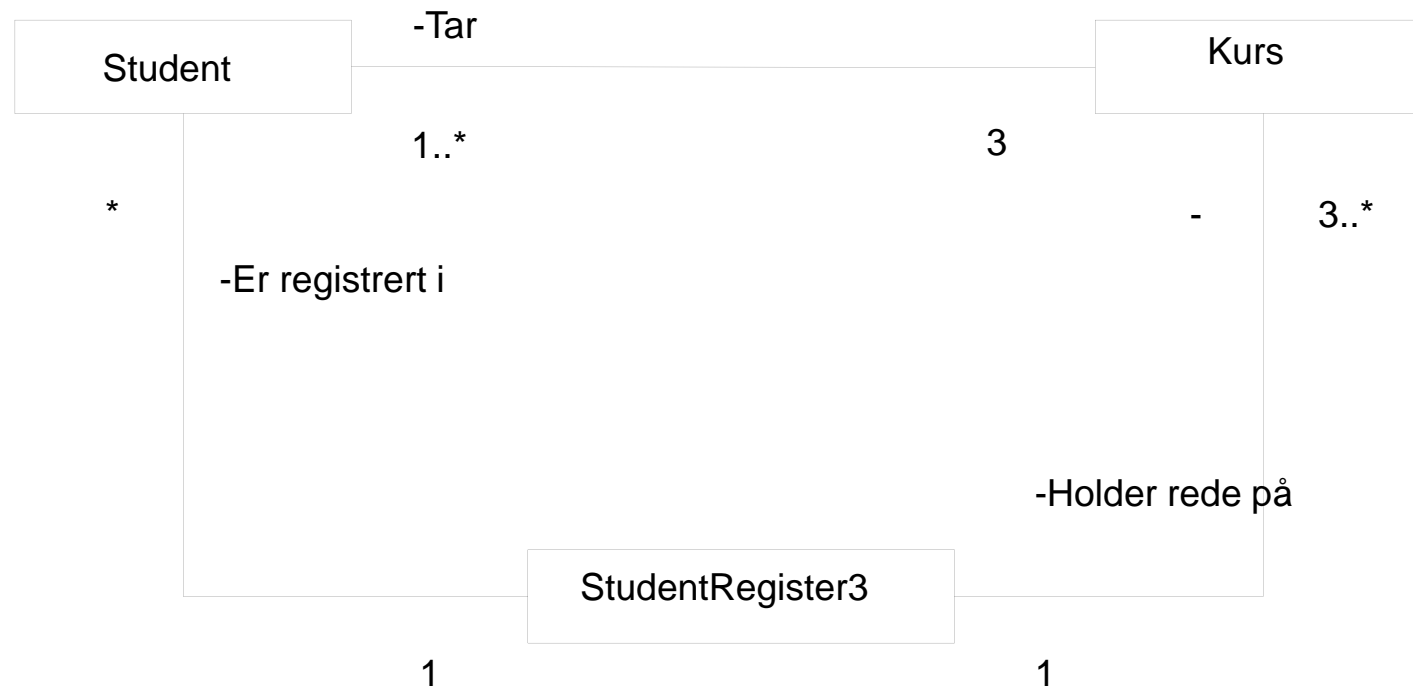 -Tar
Student
Kurs
1..*
3
*
-
3..*
-Er registrert i
-Holder rede på
StudentRegister3
1
1